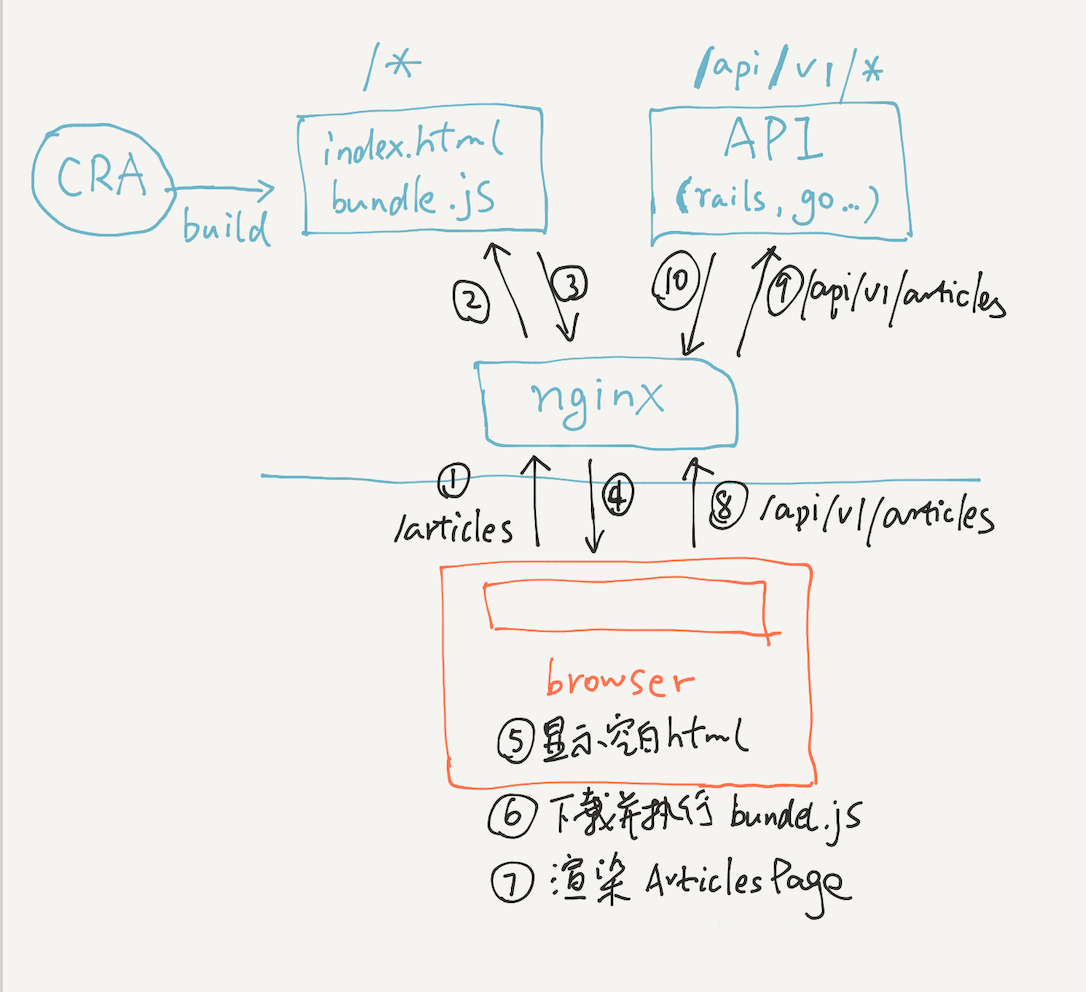 /*
/api/v1/*
CRA
build
index.html
bundle.js
API
(rails, go...)
②
③
⑩
⑨/api/v1/articles
nginx
①
/articles
④
⑧ /api/v1/articles
browser
⑤显示空白html
⑥ 下载并执行 bundel.js
⑦ 渲染 ArticlesPage